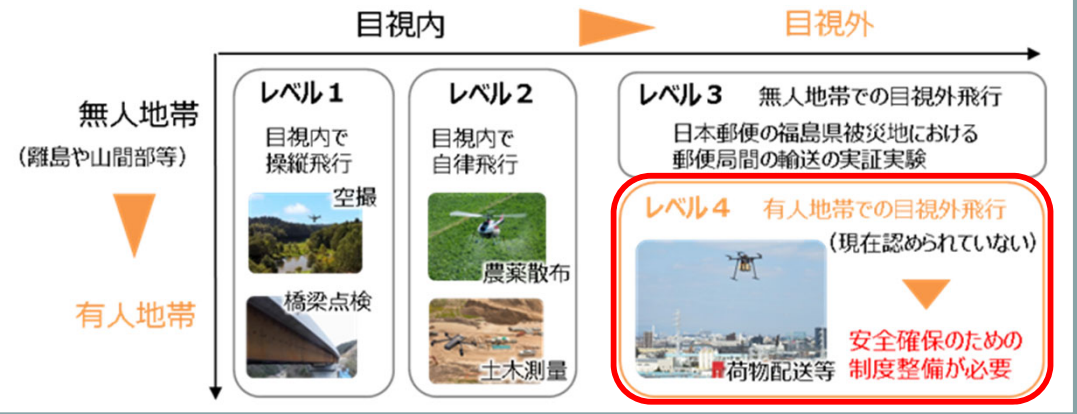 目視内
目視外
無人地帯
(離島や山間部等)
有人地帯
レベル1
目視内で
操縦飛行
空撮
橋梁点検
レベル2
目視内で
自律飛行
農薬散布
土木測量
レベル3 無人地帯での目視外飛行
日本郵便の福島県被災地における
郵便局間の輸送の実証実験
レベル4 有人地帯での目視外飛行
(現在認められていない)
荷物配送等
安全確保のための
制度整備が必要